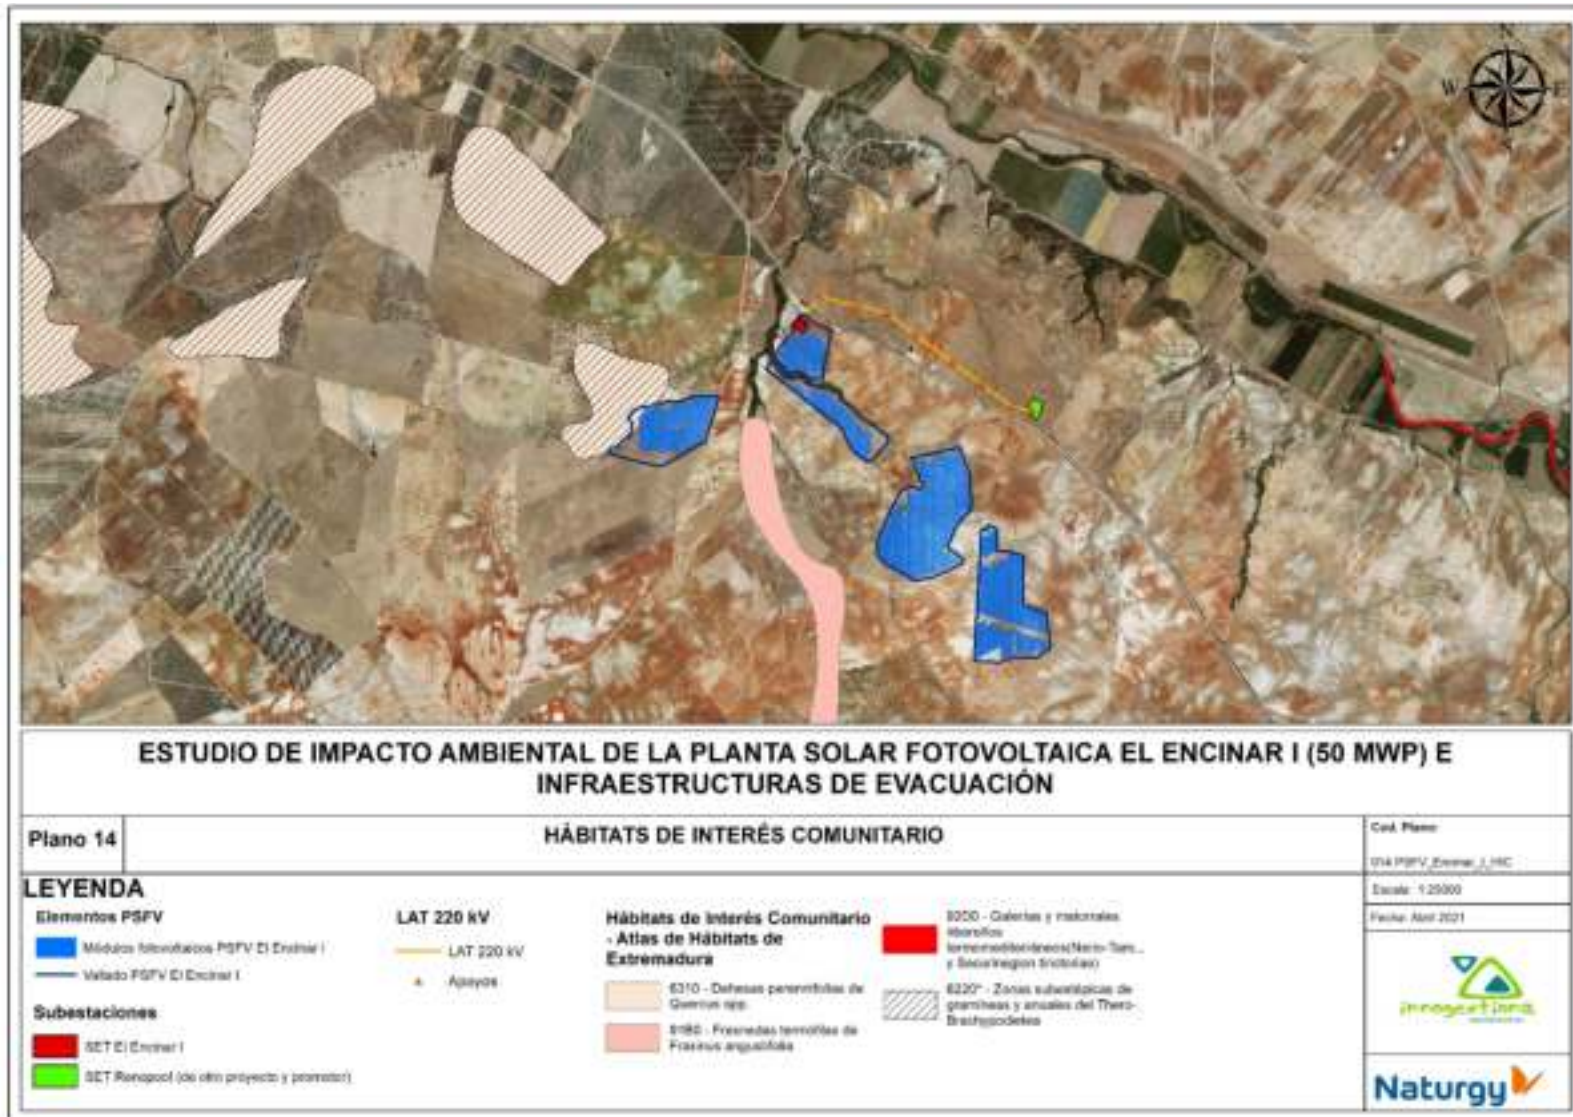 N
W E
ESTUDIO DE IMPACTO AMBIENTAL DE LA PLANTA SOLAR FOTOVOLTAICA EL ENCINAR I (50 MWP) E
INFRAESTRUCTURAS DE EVACUACIÓN
Plano 14
HÁBITATS DE INTERÉS COMUNITARIO
Cod. Plano:
014 PSFV_Encinar_I_HIC
Escala: 1:25000
Fecha: Abril 2021
LEYENDA
Elementos PSFV
Módulos fotovoltaicos PSFV El Encinar I
Vallado PSFV El Encinar I
Subestaciones
SET El Encinar I
SET Renopool (de otro proyecto y promotor)
LAT 220 kV
LAT 220 kV
Apoyos
Hábitats de Interés Comunitario
- Atlas de Hábitats de
Extremadura
6310 - Dehesas perennifolias de
Quercus spp.
91B0 - Fresnedas termófilas de
Fraxinus angustifolia
92D0 - Galerías y matorrales
ribereños
termomediterráneos
6220* - Zonas subestépicas de
gramíneas y anuales del Thero-
Brachypodietea
innogestiona
Naturgy